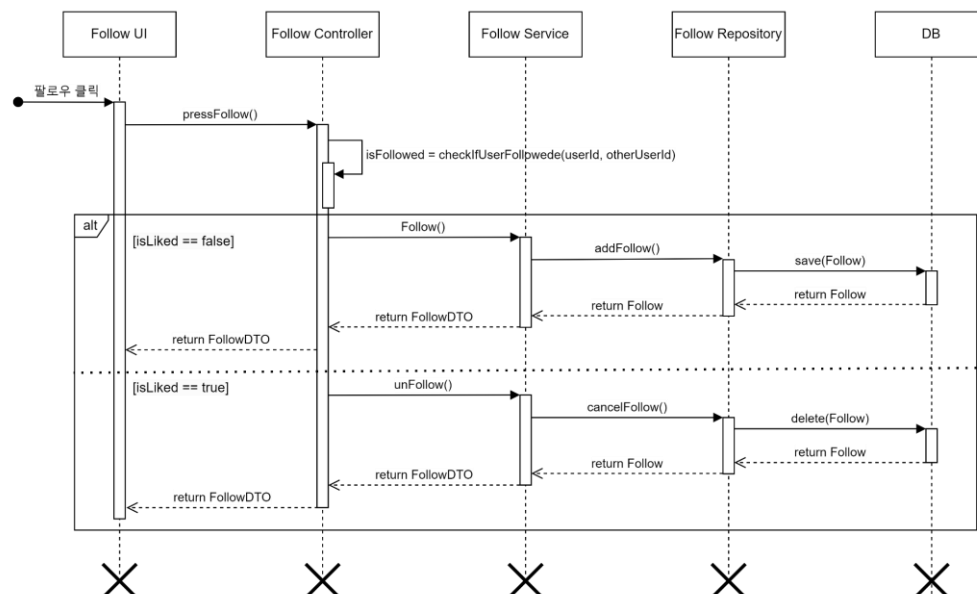 Follow UI
Follow Controller
Follow Service
Follow Repository
DB
팔로우 클릭
pressFollow()
isFollowed = checkIfUserFollpwede(userId, otherUserId)
alt
[isLiked == false]
Follow()
addFollow()
save(Follow)
return Follow
return Follow
return FollowDTO
return FollowDTO
[isLiked == true]
unFollow()
cancelFollow()
delete(Follow)
return Follow
return Follow
return FollowDTO
return FollowDTO